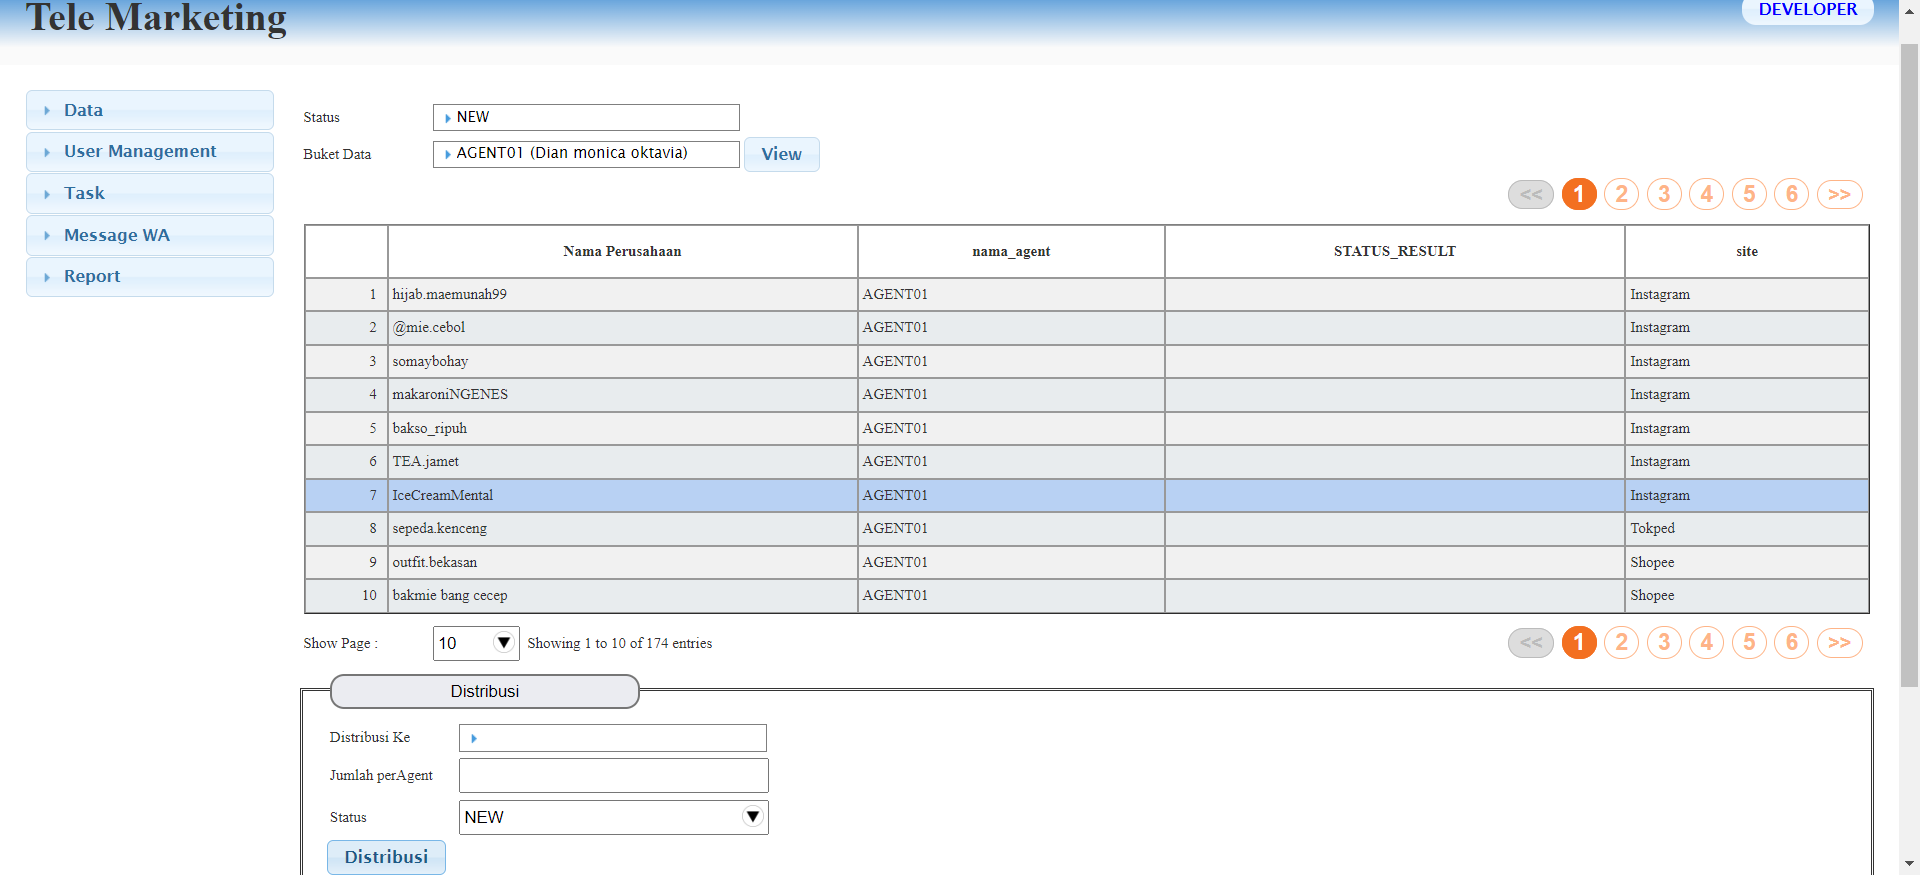 Tele Marketing
DEVELOPER
Data
User Management
Task
Message WA
Report
Status NEW
Buket Data AGENT01 (Dian monica oktavia) View
<< 1 2 3 4 5 6 >>
Nama Perusahaan nama_agent STATUS_RESULT site
1 hijab.maemunah99 AGENT01 Instagram
2 @mie.cebol AGENT01 Instagram
3 somaybohay AGENT01 Instagram
4 makaroniNGENES AGENT01 Instagram
5 bakso_ripuh AGENT01 Instagram
6 TEA.jamet AGENT01 Instagram
7 IceCreamMental AGENT01 Instagram
8 sepeda.kenceng AGENT01 Tokped
9 outfit.bekasan AGENT01 Shopee
10 bakmie bang cecep AGENT01 Shopee
Show Page : 10 Showing 1 to 10 of 174 entries
<< 1 2 3 4 5 6 >>
Distribusi
Distribusi Ke
Jumlah perAgent
Status NEW
Distribusi